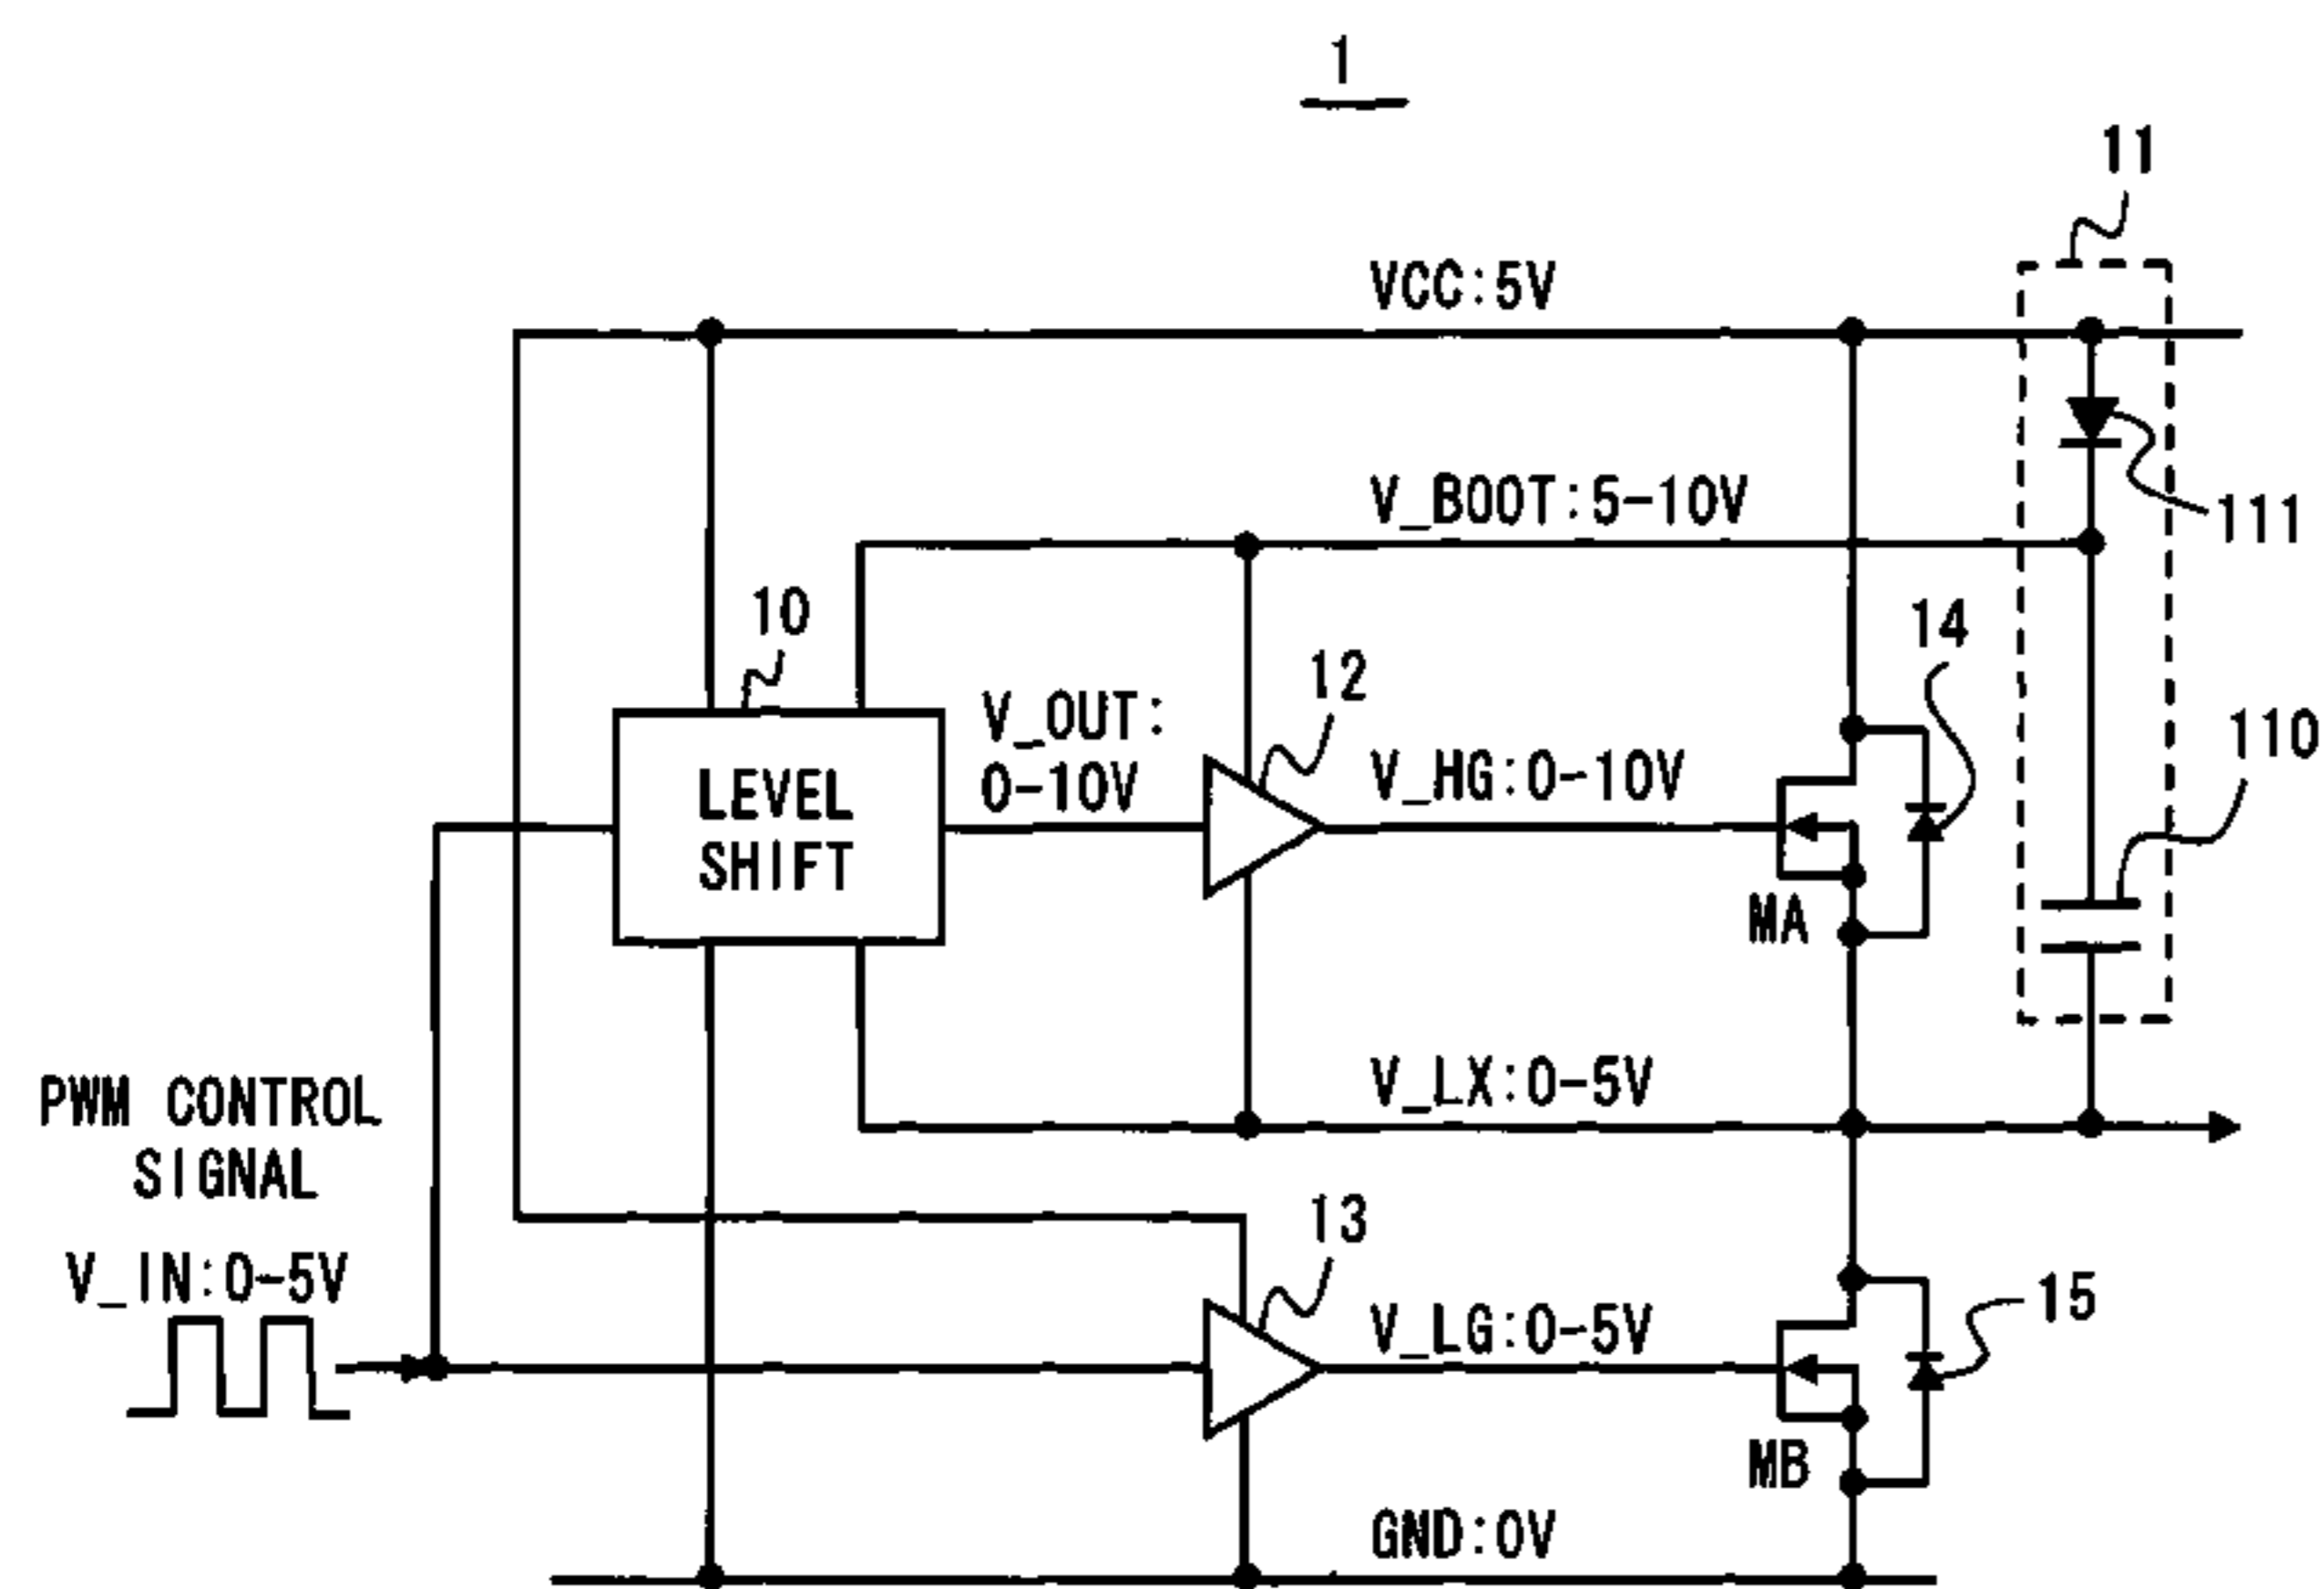 1
11
VCC:5V
V_BOOT:5-10V
111
10
14
12
V_OUT:
0-10V
110
LEVEL
SHIFT
V_HG:0-10V
MA
V_LX:0-5V
PWM CONTROL
SIGNAL
13
V_IN:0-5V
V_LG:0-5V
15
MB
GND:0V